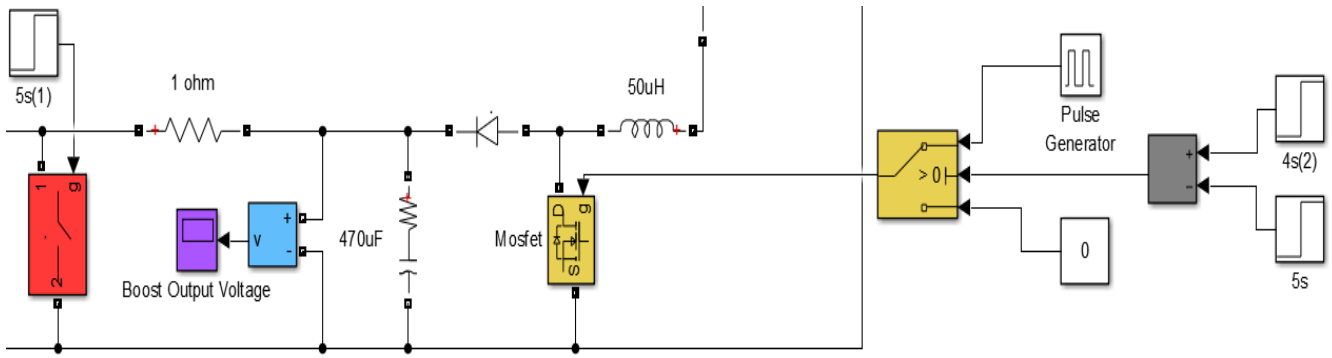 5s(1)
1 ohm
50uH
Pulse
Generator
4s(2)
5s
+
-
> 0
0
1
g
2
+
v
-
Boost Output Voltage
470uF
Mosfet
D
g
S